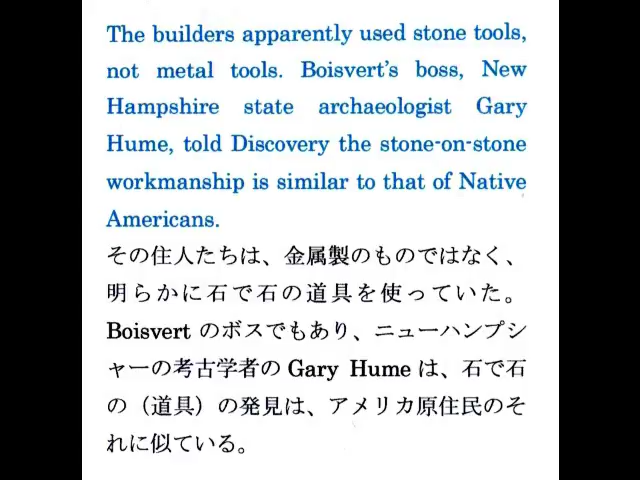 The builders apparently used stone tools,
not metal tools. Boisvert's boss, New
Hampshire state archaeologist Gary
Hume, told Discovery the stone-on-stone
workmanship is similar to that of Native
Americans.
その住人たちは、金属製のものではなく、
明らかに石で石の道具を使っていた。
Boisvert のボスでもあり、ニューハンプシ
ャーの考古学者の Gary Hume は、石で石
の（道具）の発見は、アメリカ原住民のそ
れに似ている。